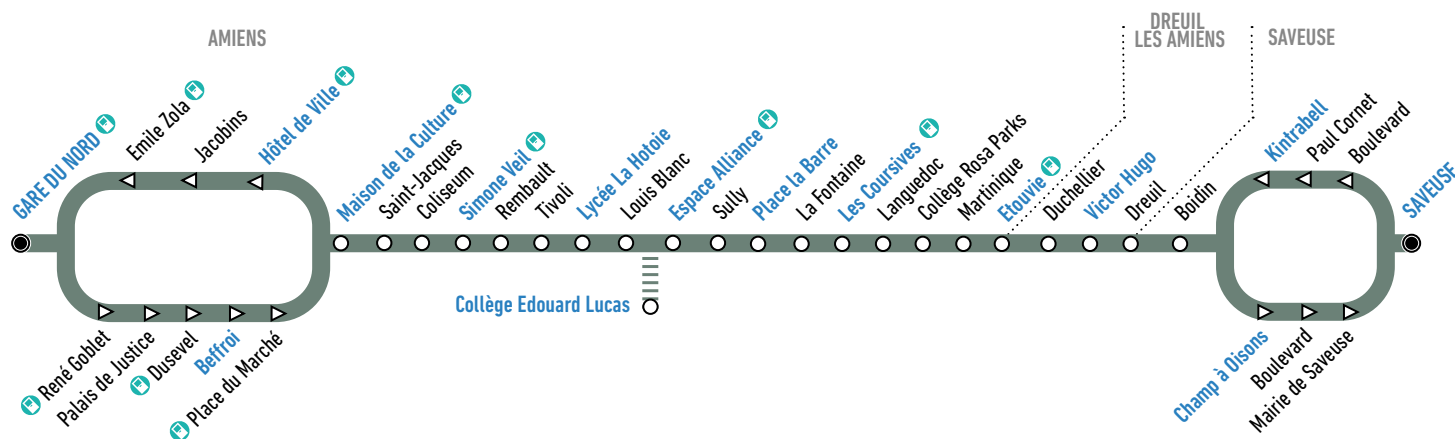 AMIENS
DREUIL
LES AMIENS
SAVEUSE
GARE DU NORD
Emile Zola
Jacobins
Hôtel de Ville
Maison de la Culture
Saint-Jacques
Coliseum
Simone Veil
Rembault
Tivoli
Lycée La Hotoie
Louis Blanc
Espace Alliance
Sully
Place la Barre
La Fontaine
Les Coursives
Languedoc
Collège Rosa Parks
Martinique
Etouvie
Duchellier
Victor Hugo
Dreuil
Boidin
Kintrabell
Paul Cornet
Boulevard
SAVEUSE
Collège Edouard Lucas
René Goblet
Palais de Justice
Dusevel
Beffroi
Place du Marché
Champ à Oisons
Boulevard
Mairie de Saveuse